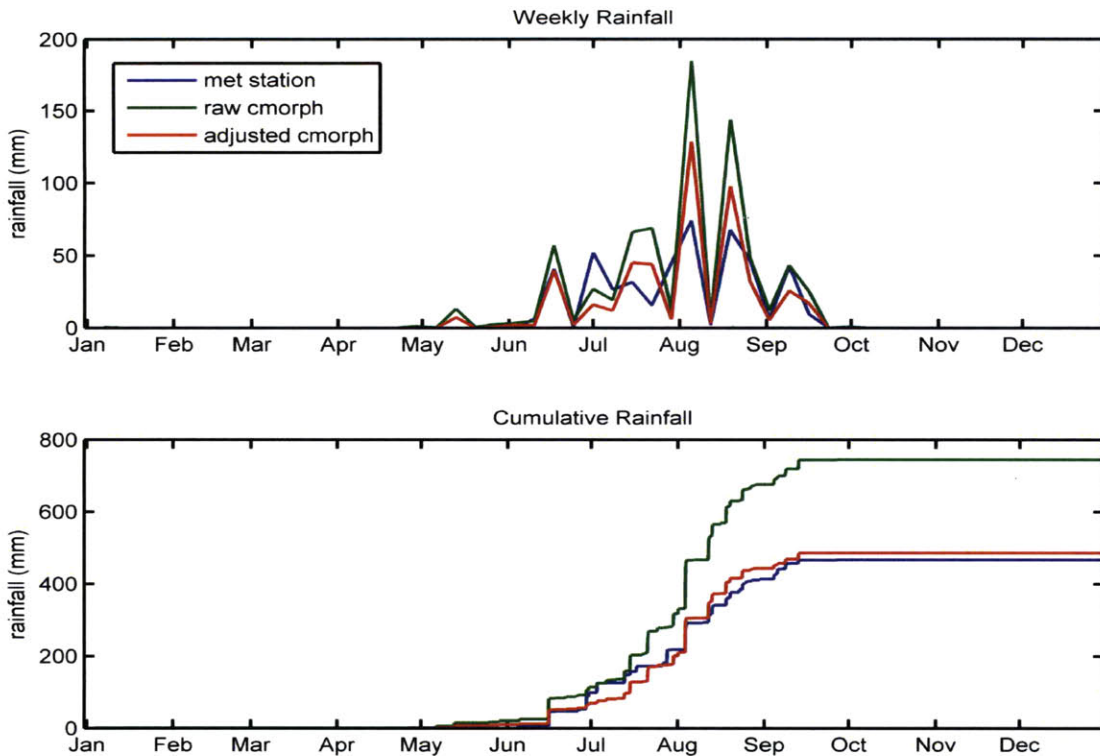 Weekly Rainfall
rainfall (mm)
200
150
100
50
0
met station
raw cmorph
adjusted cmorph
Jan Feb Mar Apr May Jun Jul Aug Sep Oct Nov Dec
Cumulative Rainfall
rainfall (mm)
800
600
400
200
0
Jan Feb Mar Apr May Jun Jul Aug Sep Oct Nov Dec